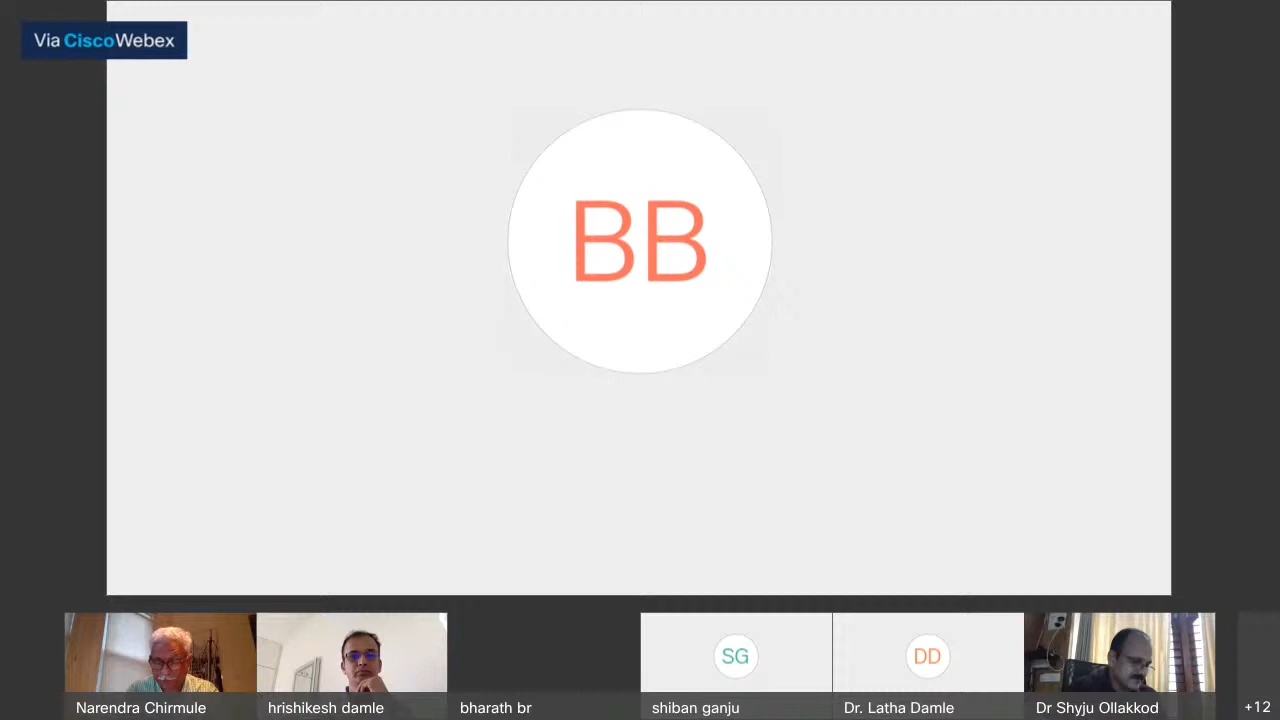 Via CiscoWebex
BB
SG
DD
Narendra Chirmule
hrishikesh damle
bharath br
shiban ganju
Dr. Latha Damle
Dr Shyju Ollakkod
+12